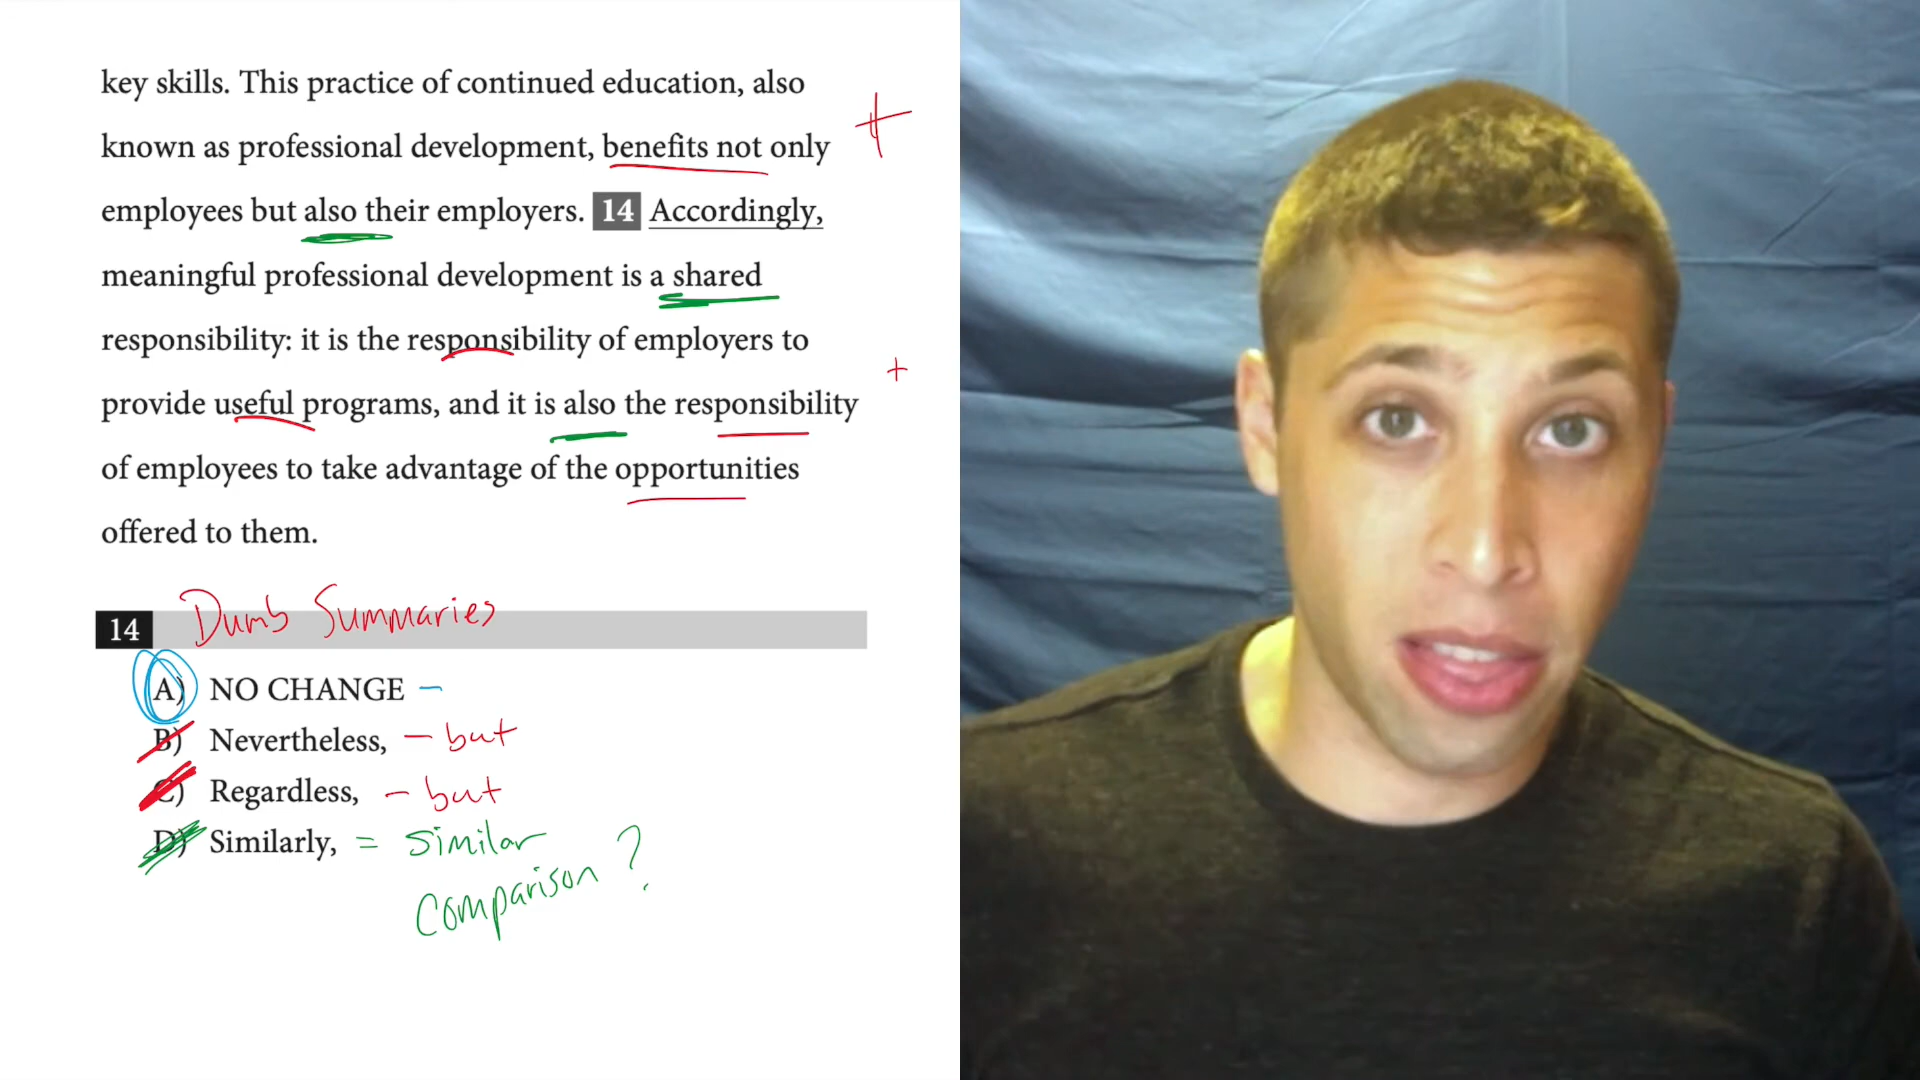 key skills. This practice of continued education, also
known as professional development, benefits not only
employees but also their employers. 14 Accordingly,
meaningful professional development is a shared
responsibility: it is the responsibility of employers to
provide useful programs, and it is also the responsibility
of employees to take advantage of the opportunities
offered to them.
14 Dumb Summaries
A) NO CHANGE –
B) Nevertheless, – but
C) Regardless, – but
D) Similarly, = similar
comparison ?